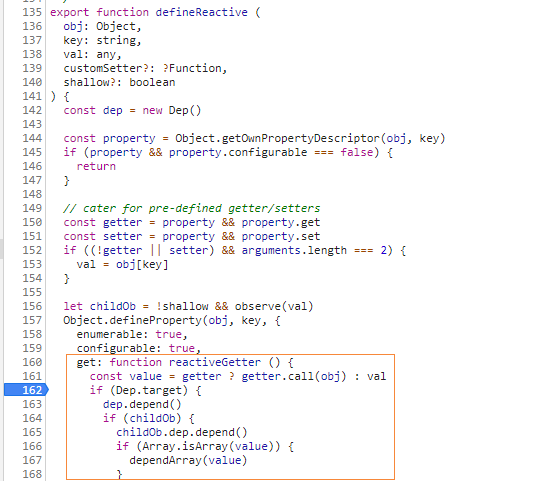 135 export function defineReactive (
136   obj: Object,
137   key: string,
138   val: any,
139   customSetter?: ?Function,
140   shallow?: boolean
141 ) {
142   const dep = new Dep()
143
144   const property = Object.getOwnPropertyDescriptor(obj, key)
145   if (property && property.configurable === false) {
146     return
147   }
148
149   // cater for pre-defined getter/setters
150   const getter = property && property.get
151   const setter = property && property.set
152   if ((!getter || setter) && arguments.length === 2) {
153     val = obj[key]
154   }
155
156   let childOb = !shallow && observe(val)
157   Object.defineProperty(obj, key, {
158     enumerable: true,
159     configurable: true,
160     get: function reactiveGetter () {
161       const value = getter ? getter.call(obj) : val
162       if (Dep.target) {
163         dep.depend()
164         if (childOb) {
165           childOb.dep.depend()
166           if (Array.isArray(value)) {
167             dependArray(value)
168           }